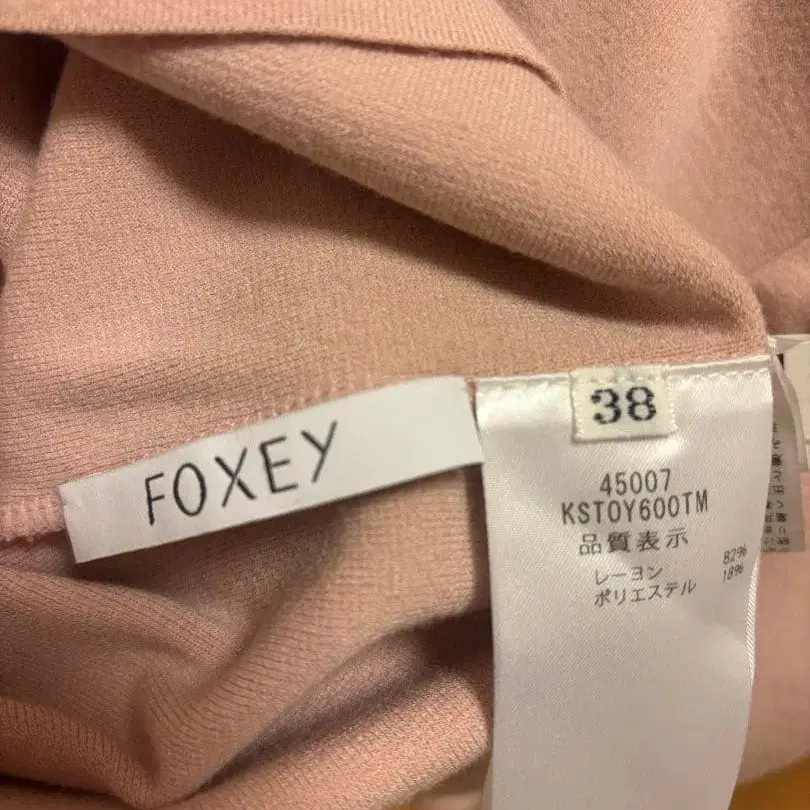 FOXEY
38
45007
KSTOY600TM
品質表示
レーヨン 82%
ポリエステル 18%